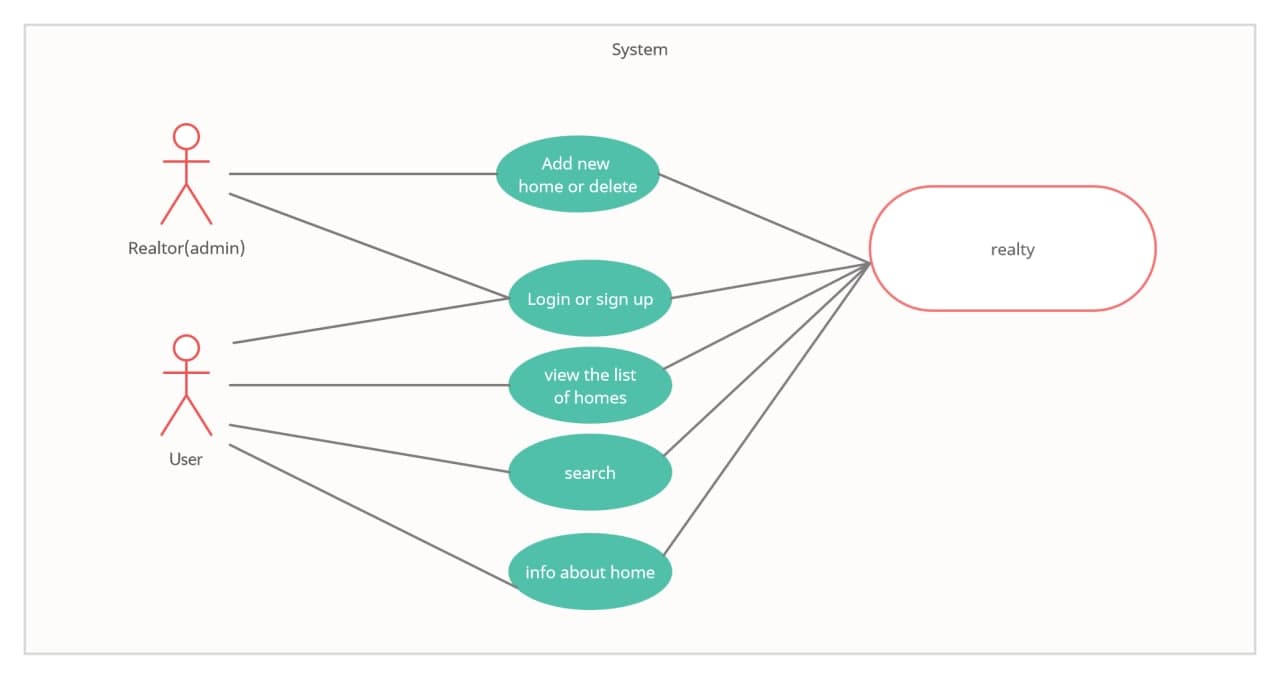 System
Add new
home or delete
Realtor(admin)
realty
Login or sign up
view the list
of homes
User
search
info about home